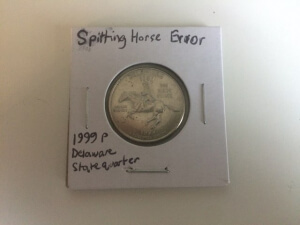 Spitting Horse Error
1999 P
Delaware
State quarter